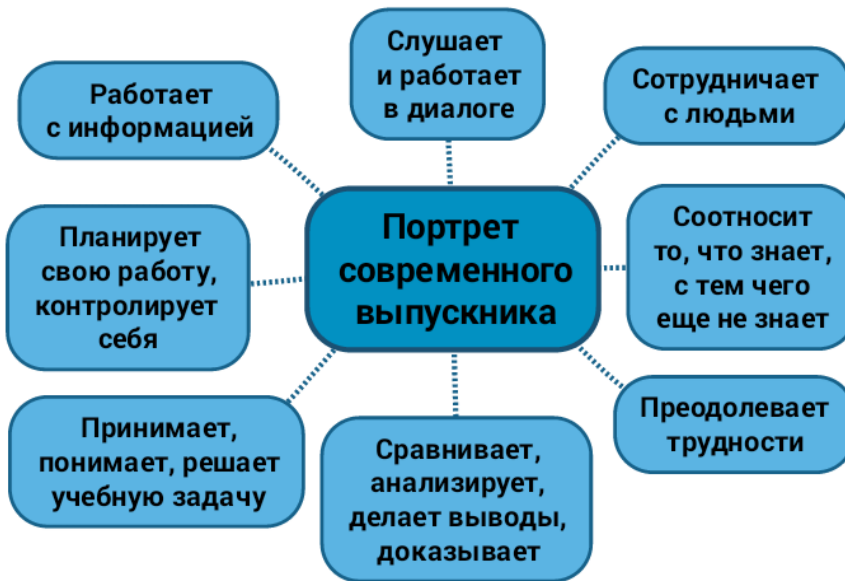 Слушает
и работает
в диалоге
Работает
с информацией
Сотрудничает
с людьми
Портрет
современного
выпускника
Планирует
свою работу,
контролирует
себя
Соотносит
то, что знает,
с тем чего
еще не знает
Принимает,
понимает, решает
учебную задачу
Сравнивает,
анализирует,
делает выводы,
доказывает
Преодолевает
трудности